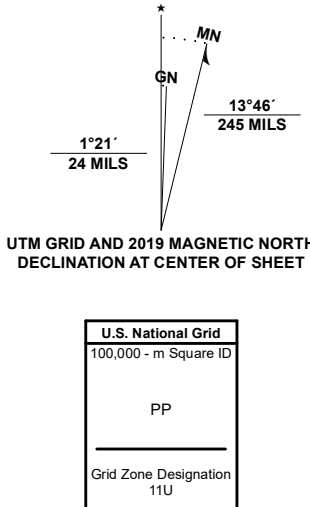 ★
MN
GN
13°46´
245 MILS
1°21´
24 MILS
UTM GRID AND 2019 MAGNETIC NORTH
DECLINATION AT CENTER OF SHEET
U.S. National Grid
100,000 - m Square ID
PP
Grid Zone Designation
11U